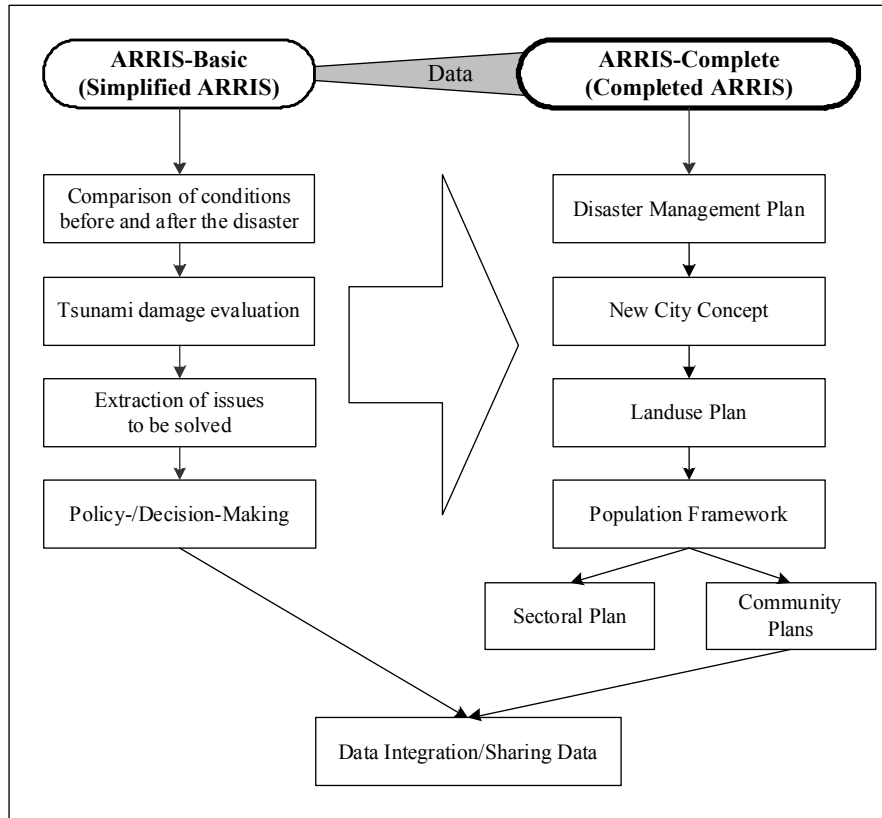 ARRIS-Basic
(Simplified ARRIS)
Data
ARRIS-Complete
(Completed ARRIS)
Comparison of conditions
before and after the disaster
Tsunami damage evaluation
Extraction of issues
to be solved
Policy-/Decision-Making
Disaster Management Plan
New City Concept
Landuse Plan
Population Framework
Sectoral Plan
Community
Plans
Data Integration/Sharing Data